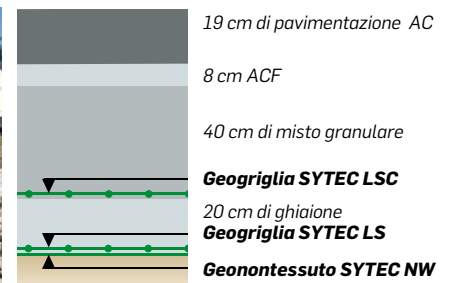 19 cm di pavimentazione AC
8 cm ACF
40 cm di misto granulare
Geogriglia SYTEC LSC
20 cm di ghiaione
Geogriglia SYTEC LS
Geonontessuto SYTEC NW